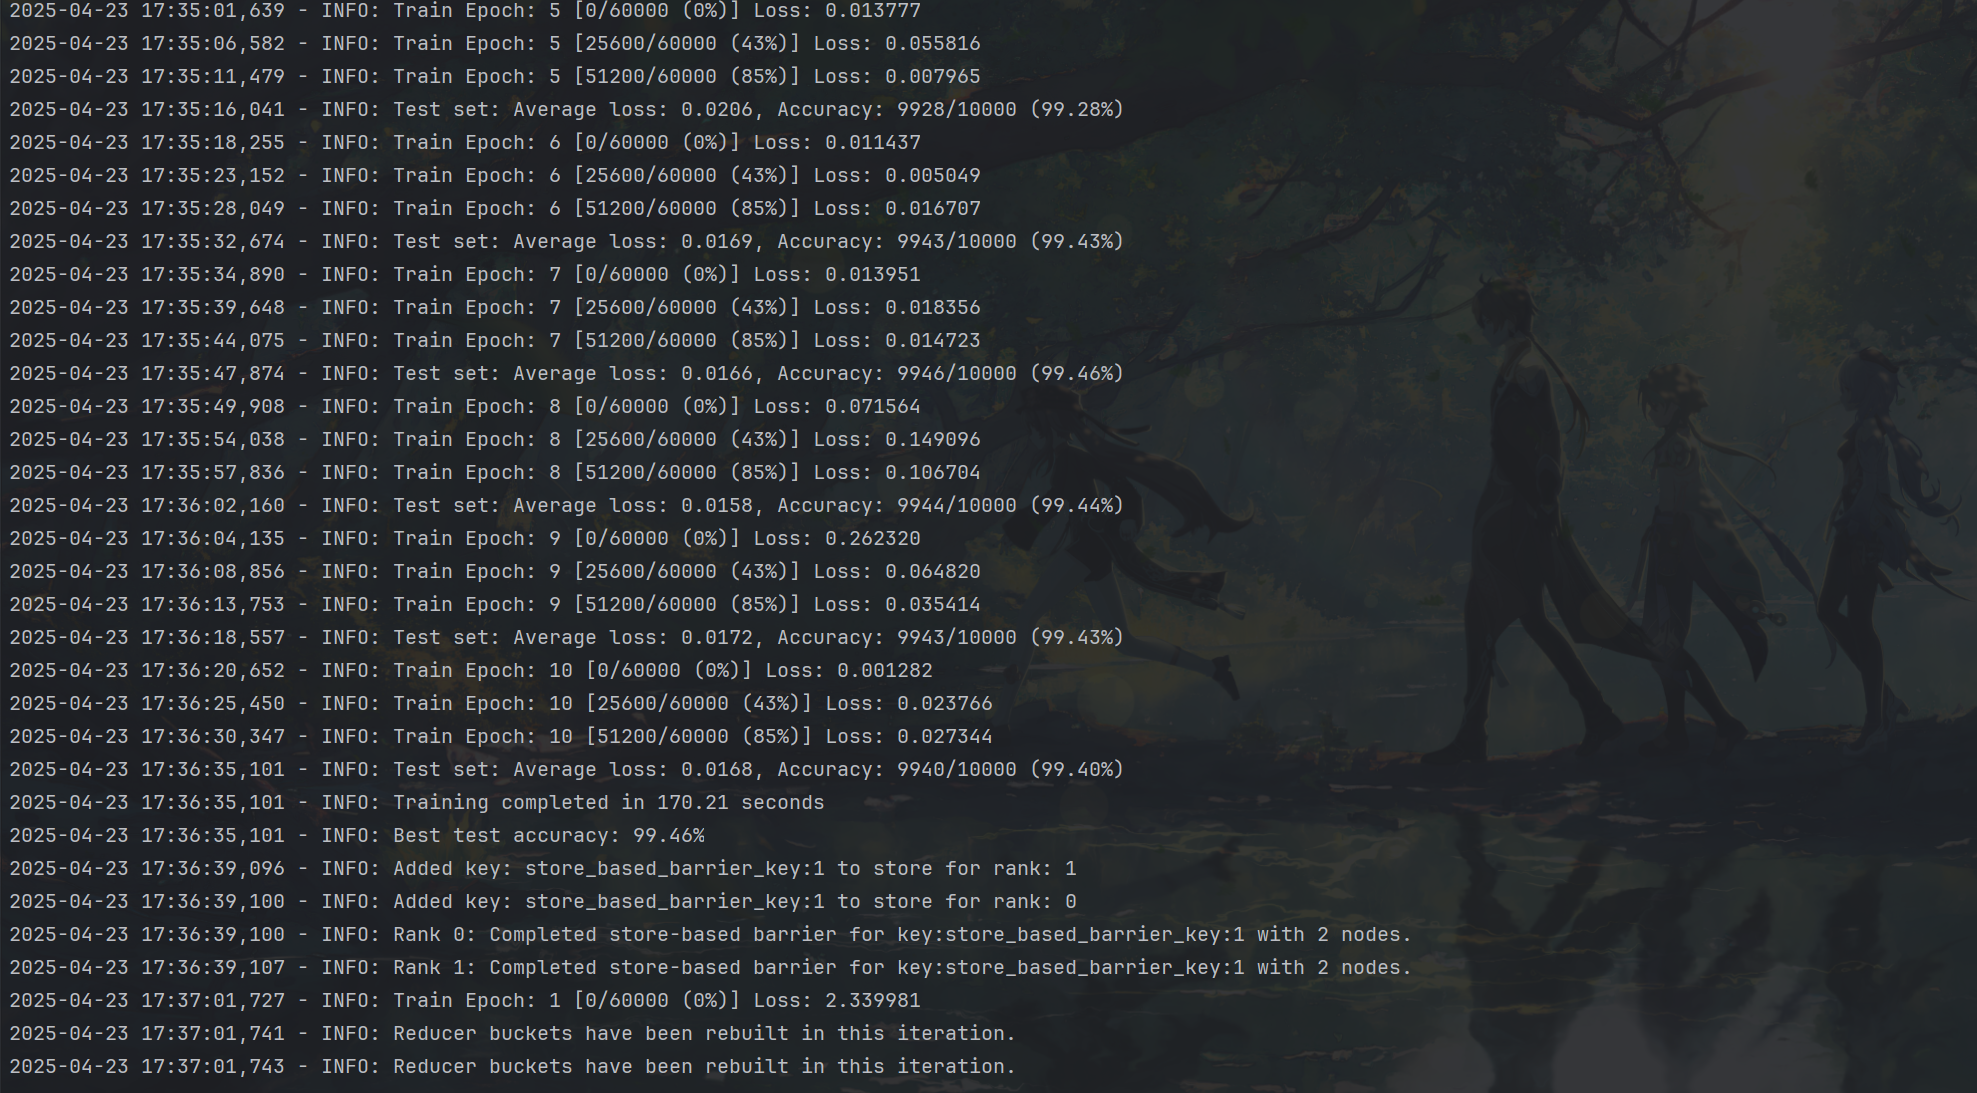 2025-04-23 17:35:01,639 - INFO: Train Epoch: 5 [0/60000 (0%)] Loss: 0.013777
2025-04-23 17:35:06,582 - INFO: Train Epoch: 5 [25600/60000 (43%)] Loss: 0.055816
2025-04-23 17:35:11,479 - INFO: Train Epoch: 5 [51200/60000 (85%)] Loss: 0.007965
2025-04-23 17:35:16,041 - INFO: Test set: Average loss: 0.0206, Accuracy: 9928/10000 (99.28%)
2025-04-23 17:35:18,255 - INFO: Train Epoch: 6 [0/60000 (0%)] Loss: 0.011437
2025-04-23 17:35:23,152 - INFO: Train Epoch: 6 [25600/60000 (43%)] Loss: 0.005049
2025-04-23 17:35:28,049 - INFO: Train Epoch: 6 [51200/60000 (85%)] Loss: 0.016707
2025-04-23 17:35:32,674 - INFO: Test set: Average loss: 0.0169, Accuracy: 9943/10000 (99.43%)
2025-04-23 17:35:34,890 - INFO: Train Epoch: 7 [0/60000 (0%)] Loss: 0.013951
2025-04-23 17:35:39,648 - INFO: Train Epoch: 7 [25600/60000 (43%)] Loss: 0.018356
2025-04-23 17:35:44,075 - INFO: Train Epoch: 7 [51200/60000 (85%)] Loss: 0.014723
2025-04-23 17:35:47,874 - INFO: Test set: Average loss: 0.0166, Accuracy: 9946/10000 (99.46%)
2025-04-23 17:35:49,908 - INFO: Train Epoch: 8 [0/60000 (0%)] Loss: 0.071564
2025-04-23 17:35:54,038 - INFO: Train Epoch: 8 [25600/60000 (43%)] Loss: 0.149096
2025-04-23 17:35:57,836 - INFO: Train Epoch: 8 [51200/60000 (85%)] Loss: 0.106704
2025-04-23 17:36:02,160 - INFO: Test set: Average loss: 0.0158, Accuracy: 9944/10000 (99.44%)
2025-04-23 17:36:04,135 - INFO: Train Epoch: 9 [0/60000 (0%)] Loss: 0.262320
2025-04-23 17:36:08,856 - INFO: Train Epoch: 9 [25600/60000 (43%)] Loss: 0.064820
2025-04-23 17:36:13,753 - INFO: Train Epoch: 9 [51200/60000 (85%)] Loss: 0.035414
2025-04-23 17:36:18,557 - INFO: Test set: Average loss: 0.0172, Accuracy: 9943/10000 (99.43%)
2025-04-23 17:36:20,652 - INFO: Train Epoch: 10 [0/60000 (0%)] Loss: 0.001282
2025-04-23 17:36:25,450 - INFO: Train Epoch: 10 [25600/60000 (43%)] Loss: 0.023766
2025-04-23 17:36:30,347 - INFO: Train Epoch: 10 [51200/60000 (85%)] Loss: 0.027344
2025-04-23 17:36:35,101 - INFO: Test set: Average loss: 0.0168, Accuracy: 9940/10000 (99.40%)
2025-04-23 17:36:35,101 - INFO: Training completed in 170.21 seconds
2025-04-23 17:36:35,101 - INFO: Best test accuracy: 99.46%
2025-04-23 17:36:39,096 - INFO: Added key: store_based_barrier_key:1 to store for rank: 1
2025-04-23 17:36:39,100 - INFO: Added key: store_based_barrier_key:1 to store for rank: 0
2025-04-23 17:36:39,100 - INFO: Rank 0: Completed store-based barrier for key:store_based_barrier_key:1 with 2 nodes.
2025-04-23 17:36:39,107 - INFO: Rank 1: Completed store-based barrier for key:store_based_barrier_key:1 with 2 nodes.
2025-04-23 17:37:01,727 - INFO: Train Epoch: 1 [0/60000 (0%)] Loss: 2.339981
2025-04-23 17:37:01,741 - INFO: Reducer buckets have been rebuilt in this iteration.
2025-04-23 17:37:01,743 - INFO: Reducer buckets have been rebuilt in this iteration.